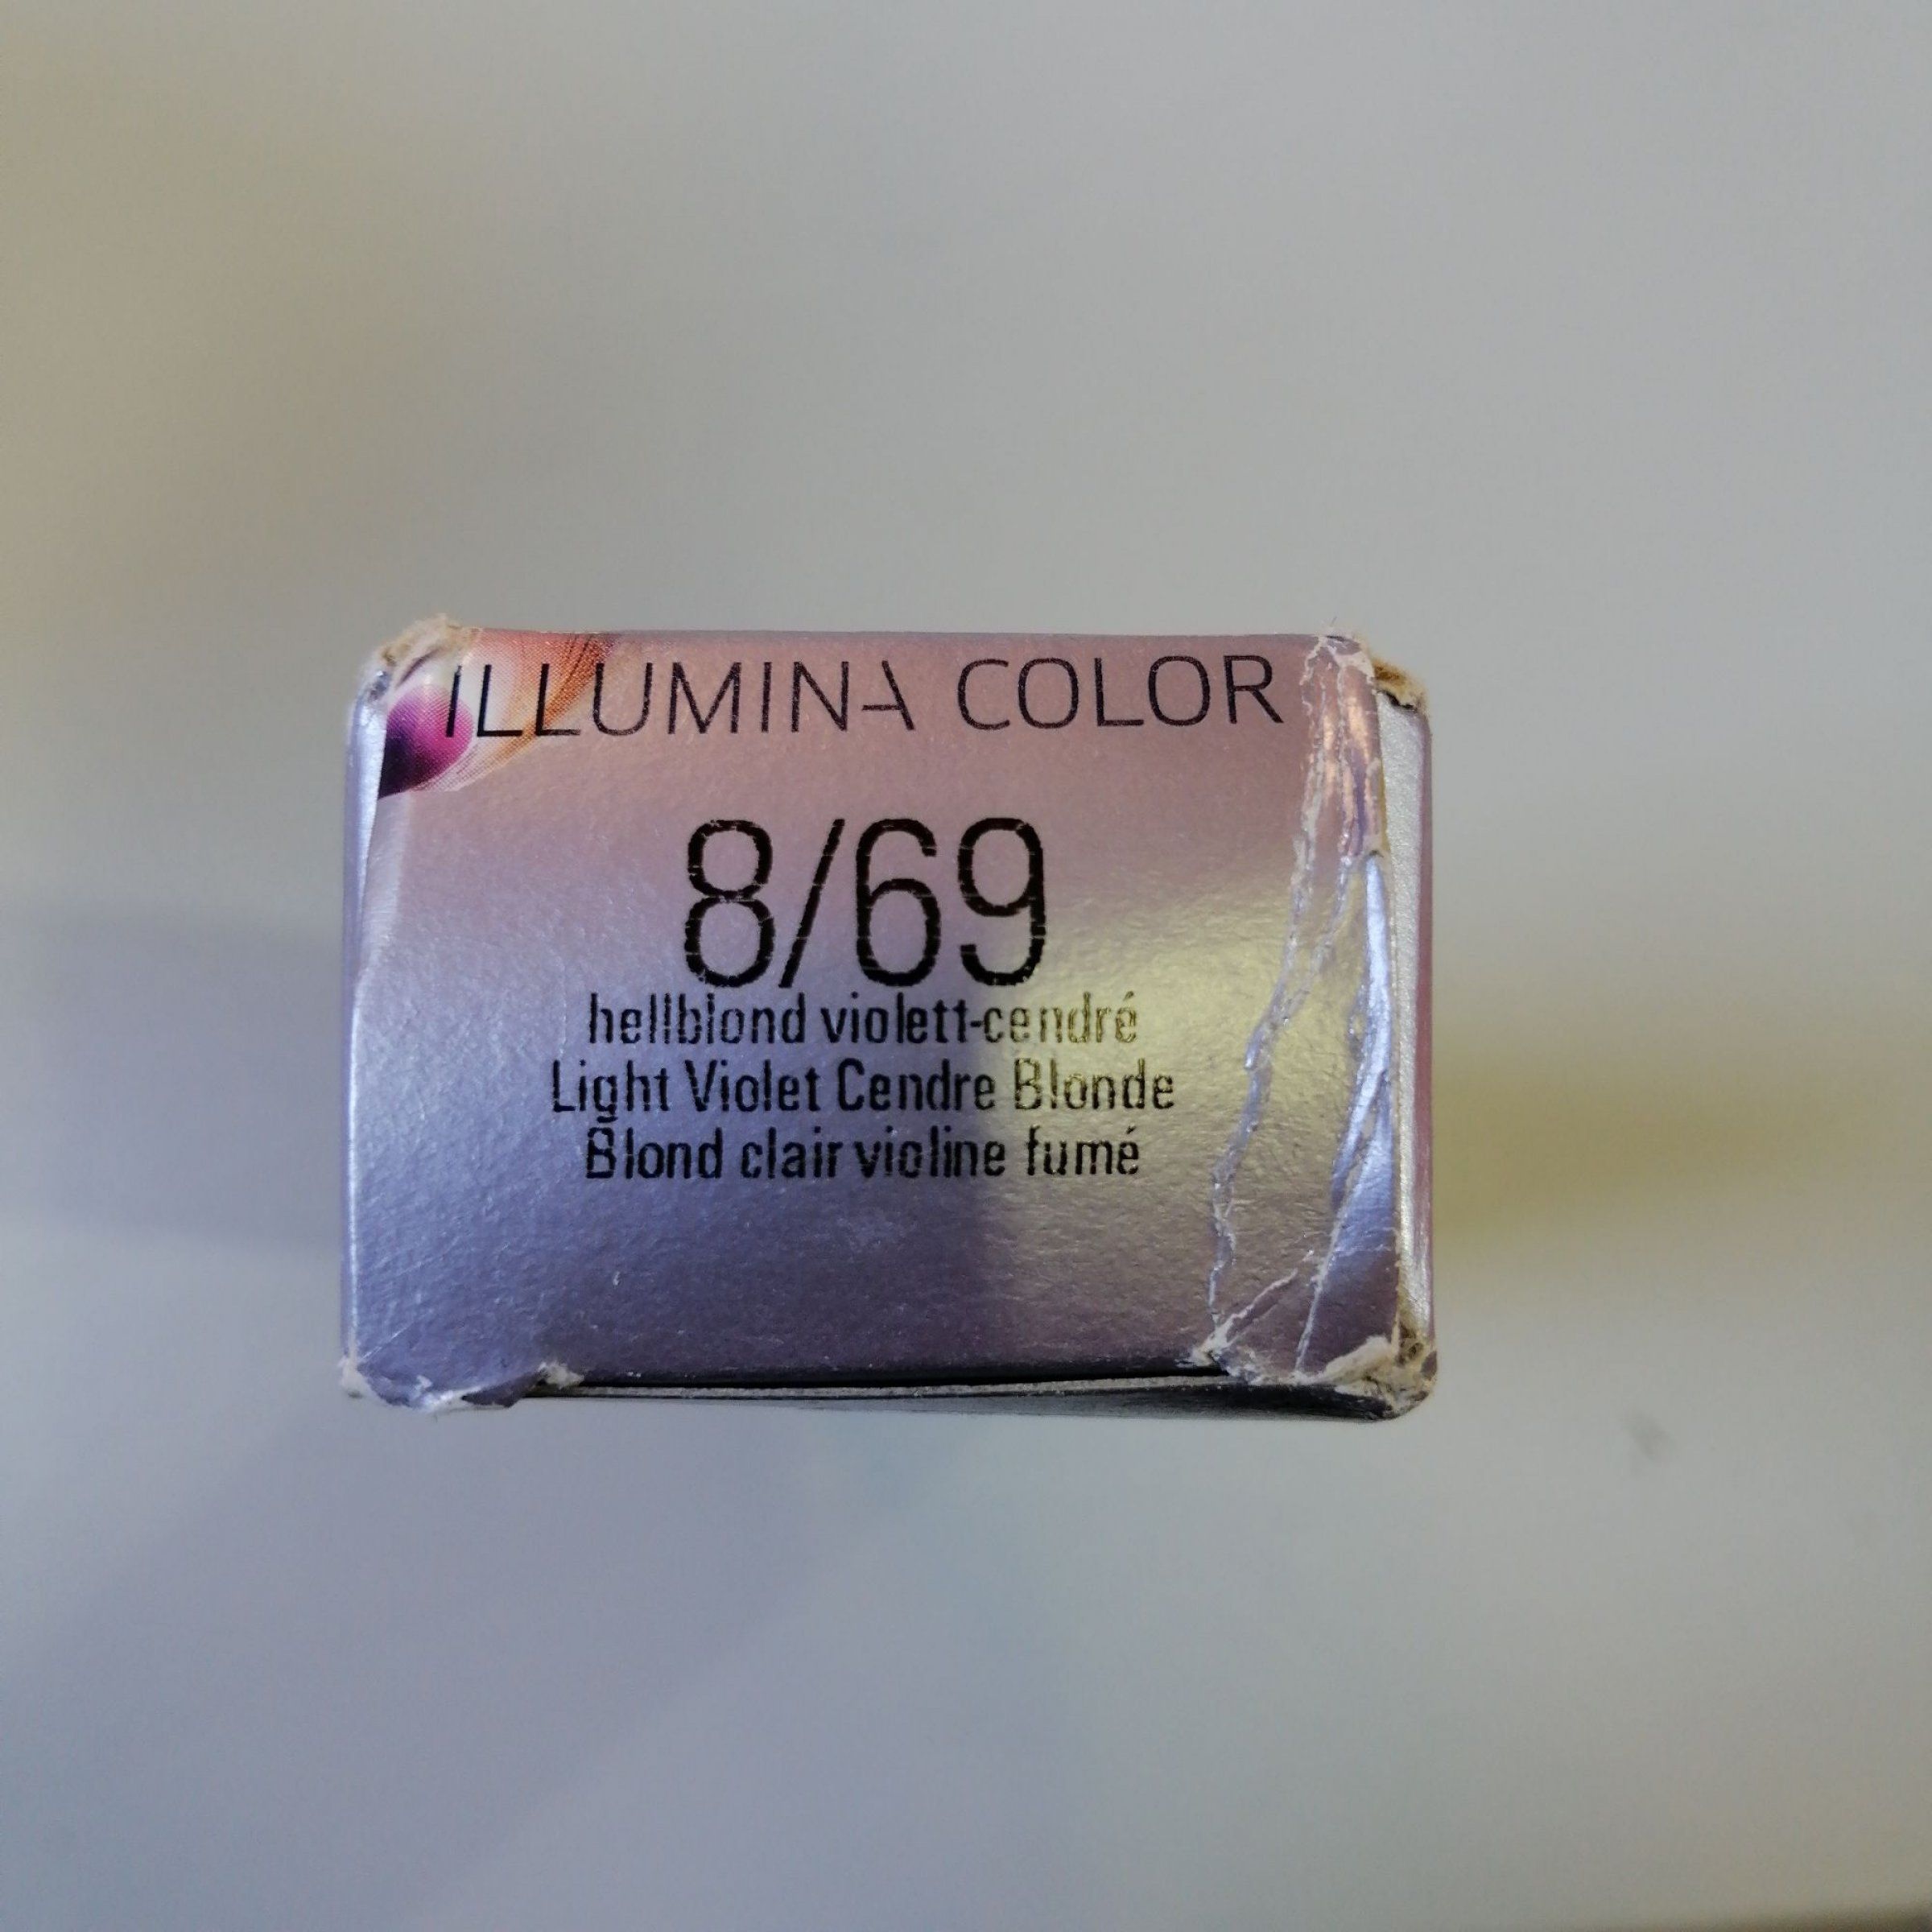 ILLUMINA COLOR
8/69
hellblond violett-cendré
Light Violet Cendre Blonde
Blond clair violine fumé